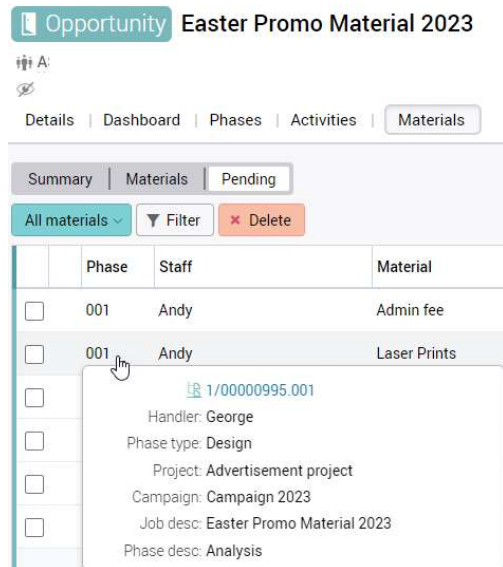 Opportunity Easter Promo Material 2023
A:
Details | Dashboard | Phases | Activities | Materials
Summary | Materials | Pending
All materials Filter × Delete
Phase Staff Material
001 Andy Admin fee
001 Andy Laser Prints
1/00000995.001
Handler: George
Phase type: Design
Project: Advertisement project
Campaign: Campaign 2023
Job desc: Easter Promo Material 2023
Phase desc: Analysis